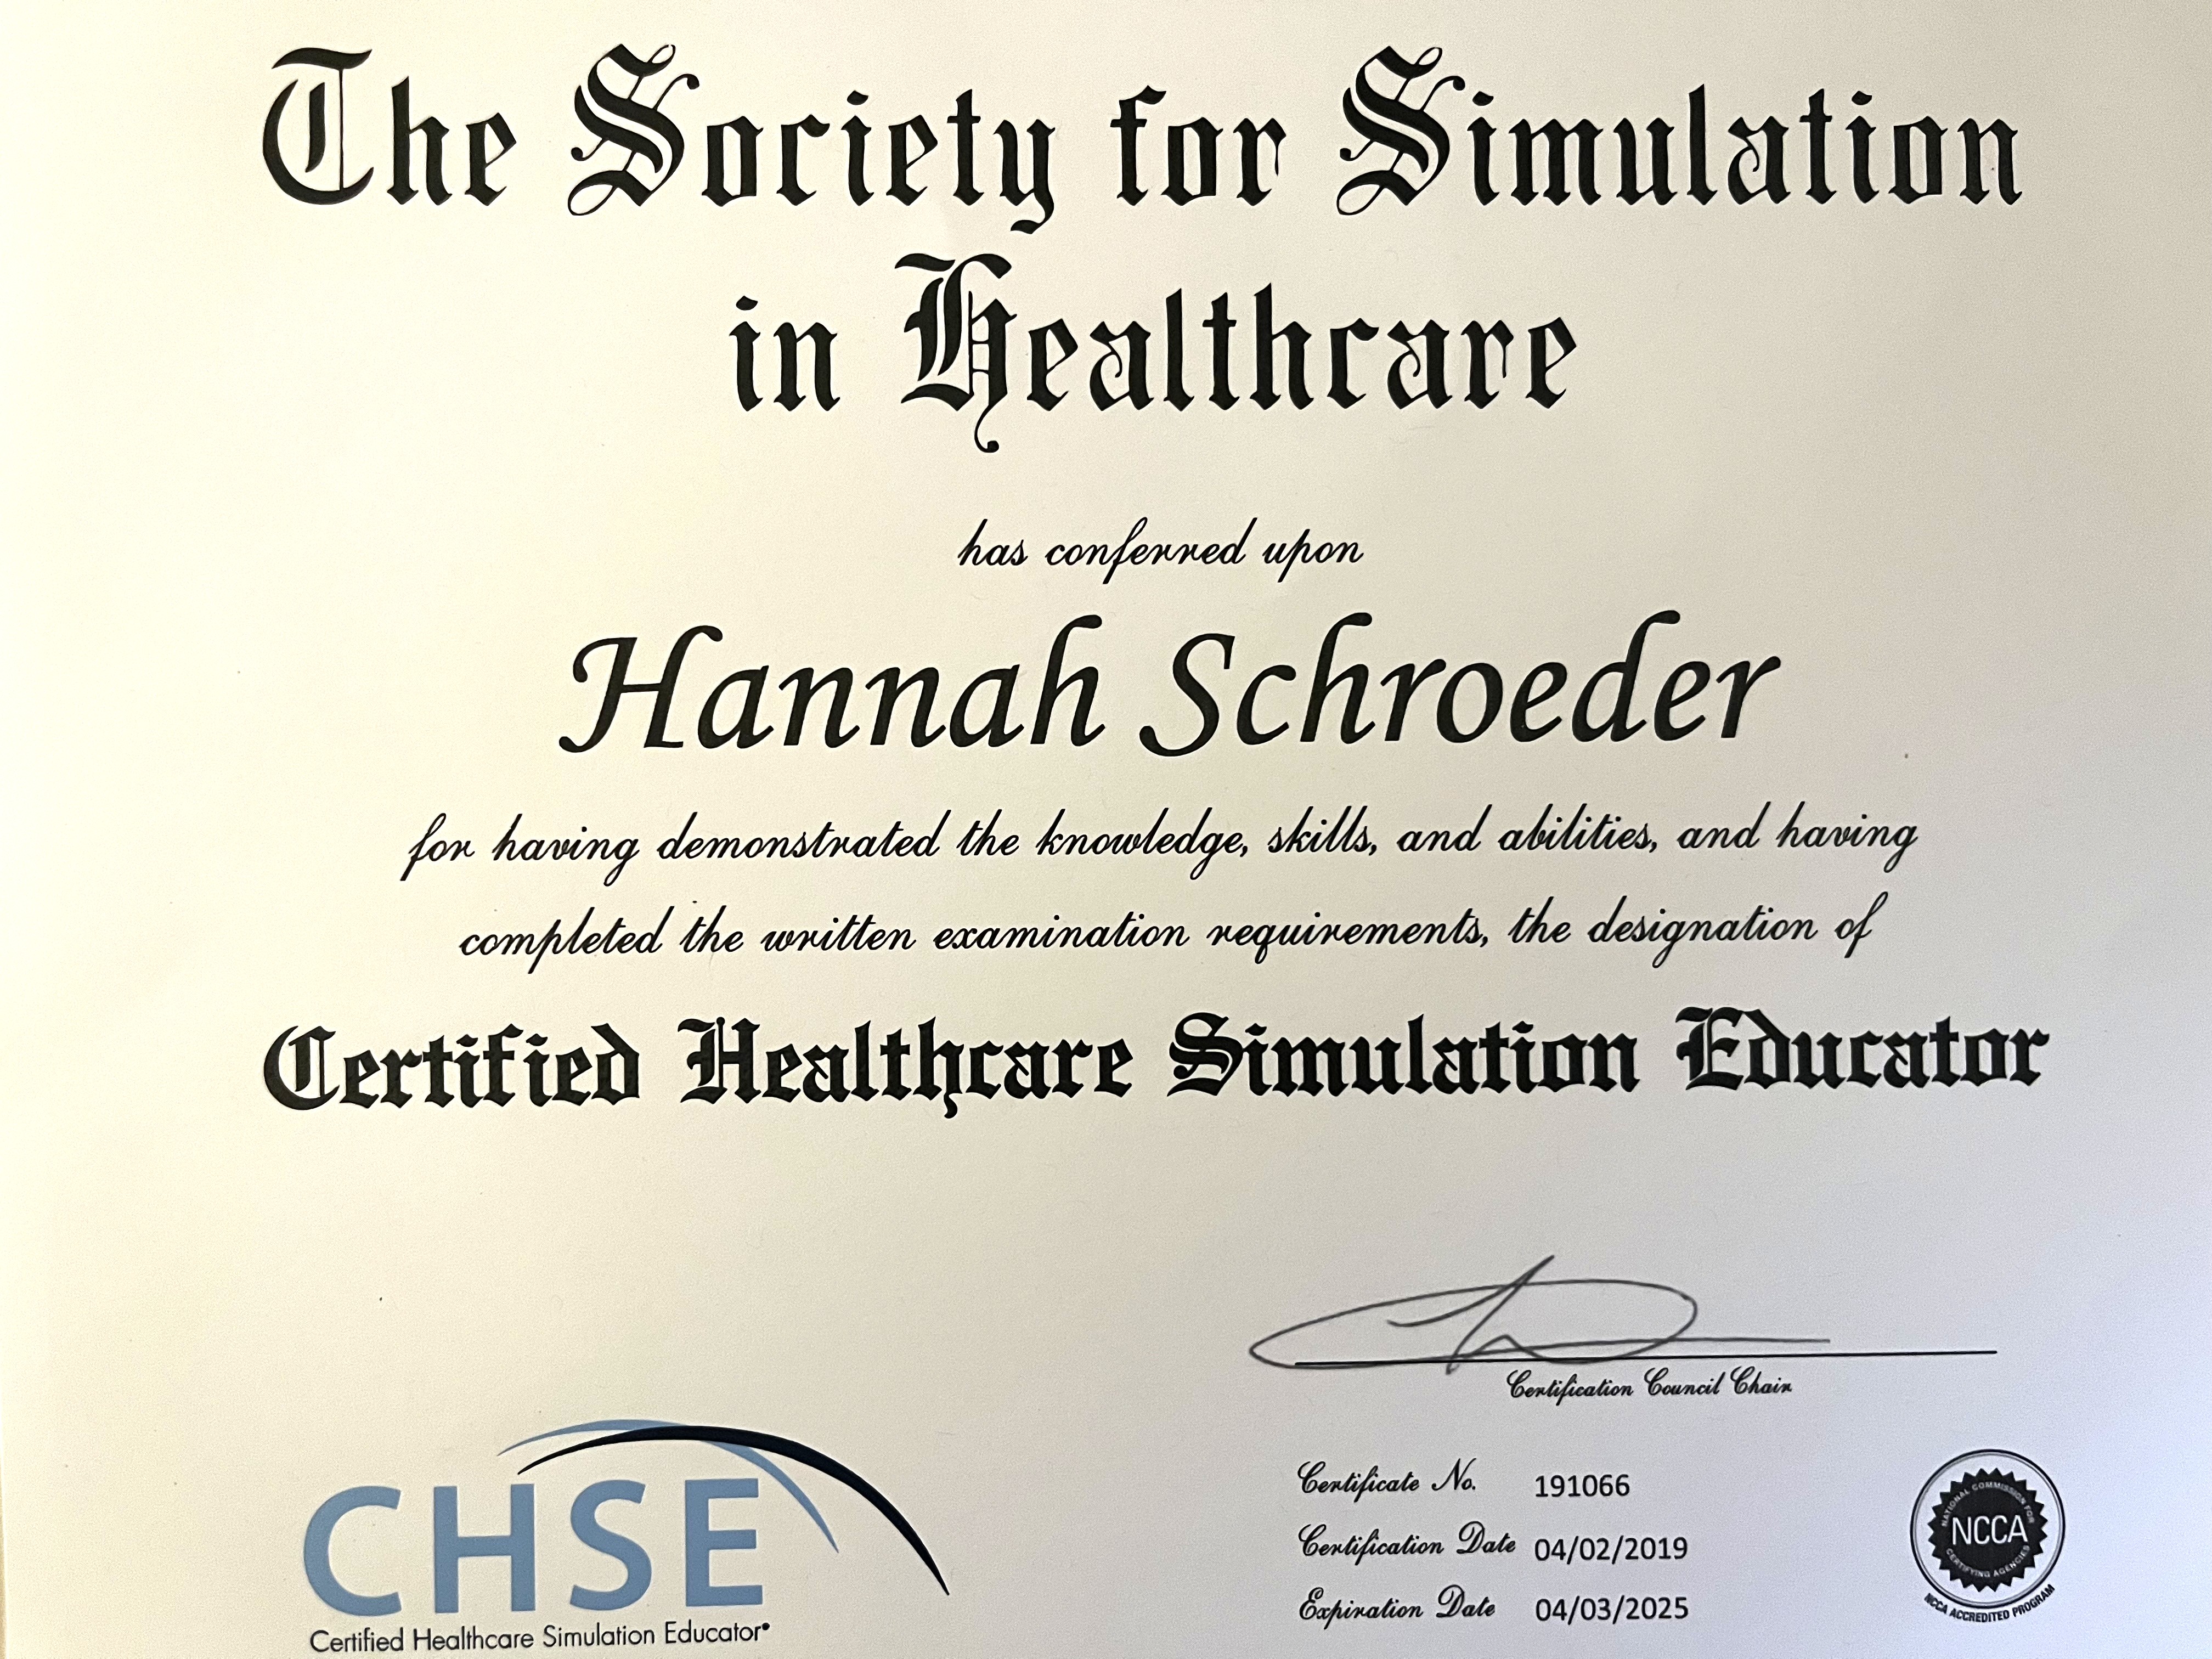 The Society for Simulation
in Healthcare
has conferred upon
Hannah Schroeder
for having demonstrated the knowledge, skills, and abilities, and having
completed the written examination requirements, the designation of
Certified Healthcare Simulation Educator
Certification Council Chair
CHSE
Certified Healthcare Simulation Educator®
Certificate No. 191066
Certification Date 04/02/2019
Expiration Date 04/03/2025
NATIONAL COMMISSION FOR
NCCA
CERTIFYING AGENCIES
NCCA ACCREDITED PROGRAM